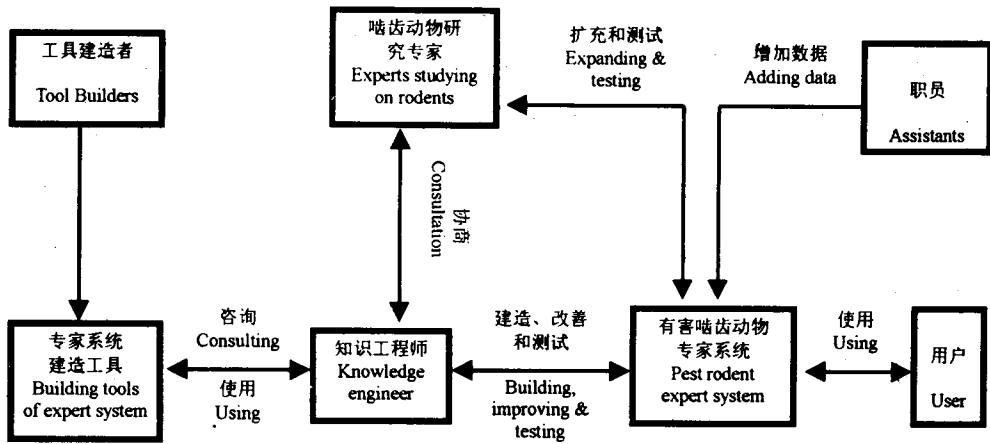 工具建造者
Tool Builders
啮齿动物研
究专家
Experts studying
on rodents
扩充和测试
Expanding &
testing
增加数据
Adding data
职员
Assistants
协商
Consultation
专家系统
建造工具
Building tools
of expert system
咨询
Consulting
使用
Using
知识工程师
Knowledge
engineer
建造、改善
和测试
Building,
improving &
testing
有害啮齿动物
专家系统
Pest rodent
expert system
使用
Using
用户
User